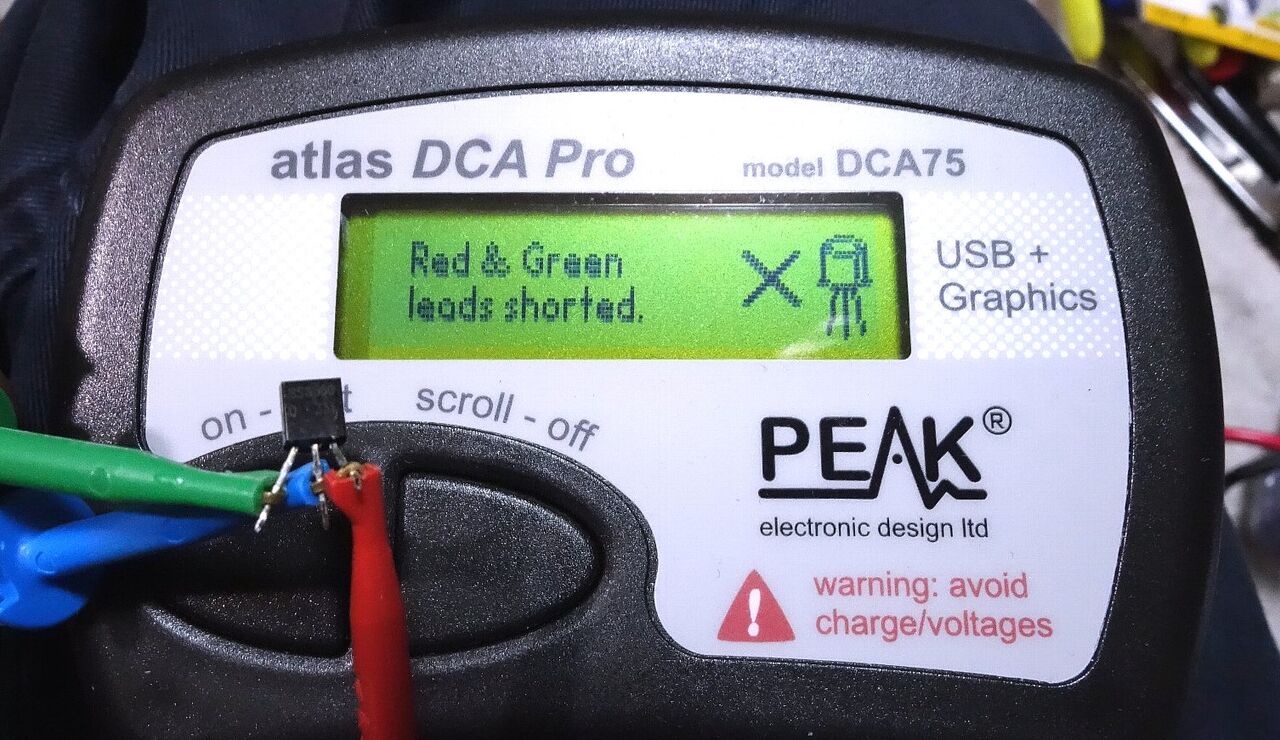 atlas DCA Pro
model DCA75
Red & Green
leads shorted.
USB +
Graphics
on -
scroll - off
PEAK®
electronic design ltd
warning: avoid
charge/voltages